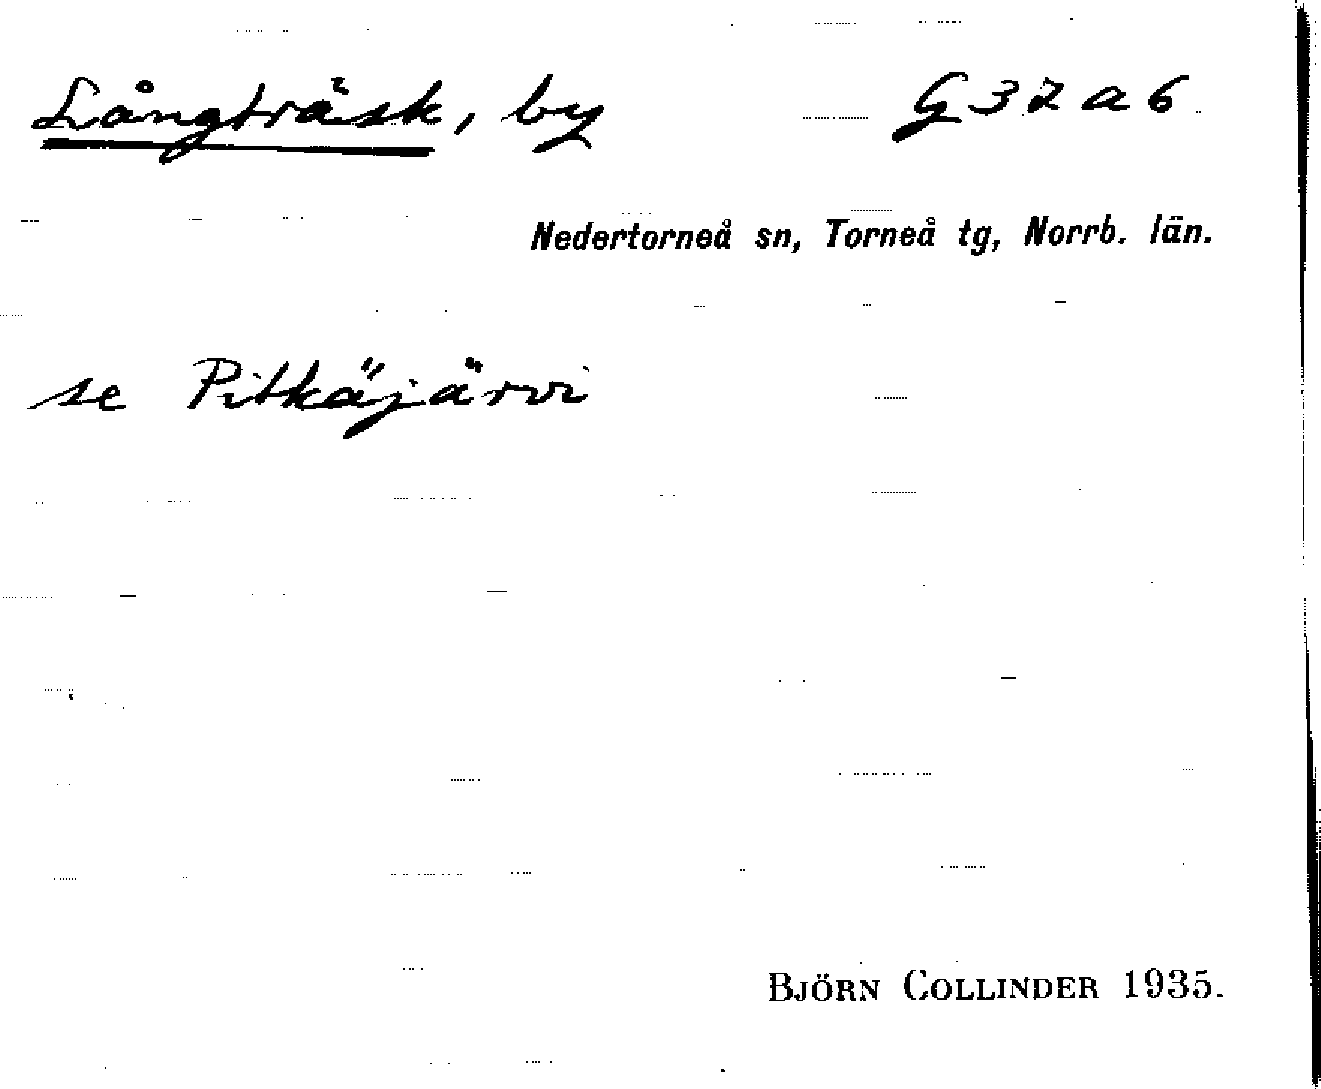 Långträsk, by G 32 a 6
Nedertorneå sn, Torneå tg, Norrb. län.
se Pitkäjärvi
BJÖRN COLLINDER 1935.